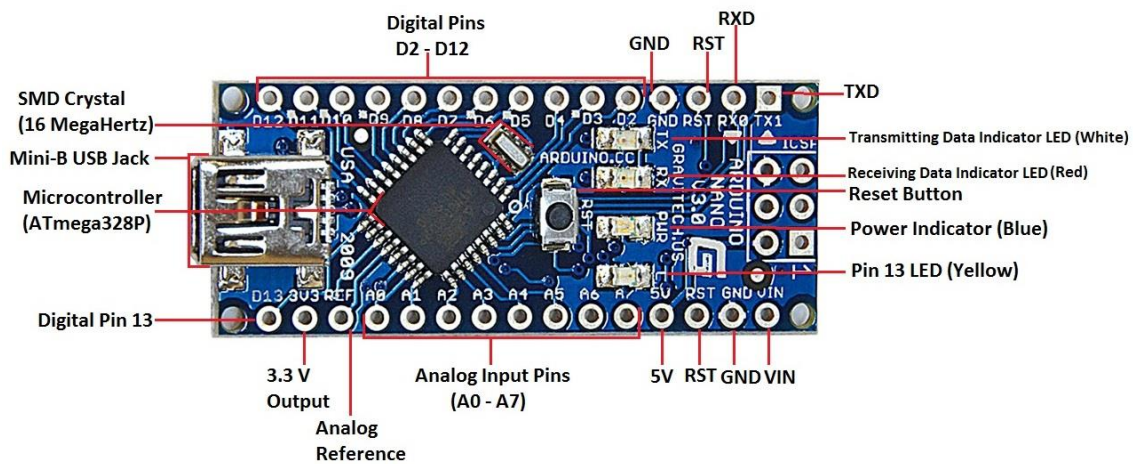 Digital Pins
D2 - D12
GND
RST
RXD
TXD
SMD Crystal
(16 MegaHertz)
Mini-B USB Jack
Microcontroller
(ATmega328P)
Digital Pin 13
3.3 V
Output
Analog
Reference
Analog Input Pins
(A0 - A7)
5V
RST
GND
VIN
Transmitting Data Indicator LED (White)
Receiving Data Indicator LED (Red)
Reset Button
Power Indicator (Blue)
Pin 13 LED (Yellow)
D12 D11 D10 D9 D8 D7 D6 D5 D4 D3 D2 GND RST RX0 TX1
USA
2009
ARDUINO.CC
TX
RX
RST
PWR
L
GRAVITECH.US
ARDUINO
NANO
V3.0
ICSP
1
G
D13 3V3 REF A0 A1 A2 A3 A4 A5 A6 A7 5V RST GND VIN